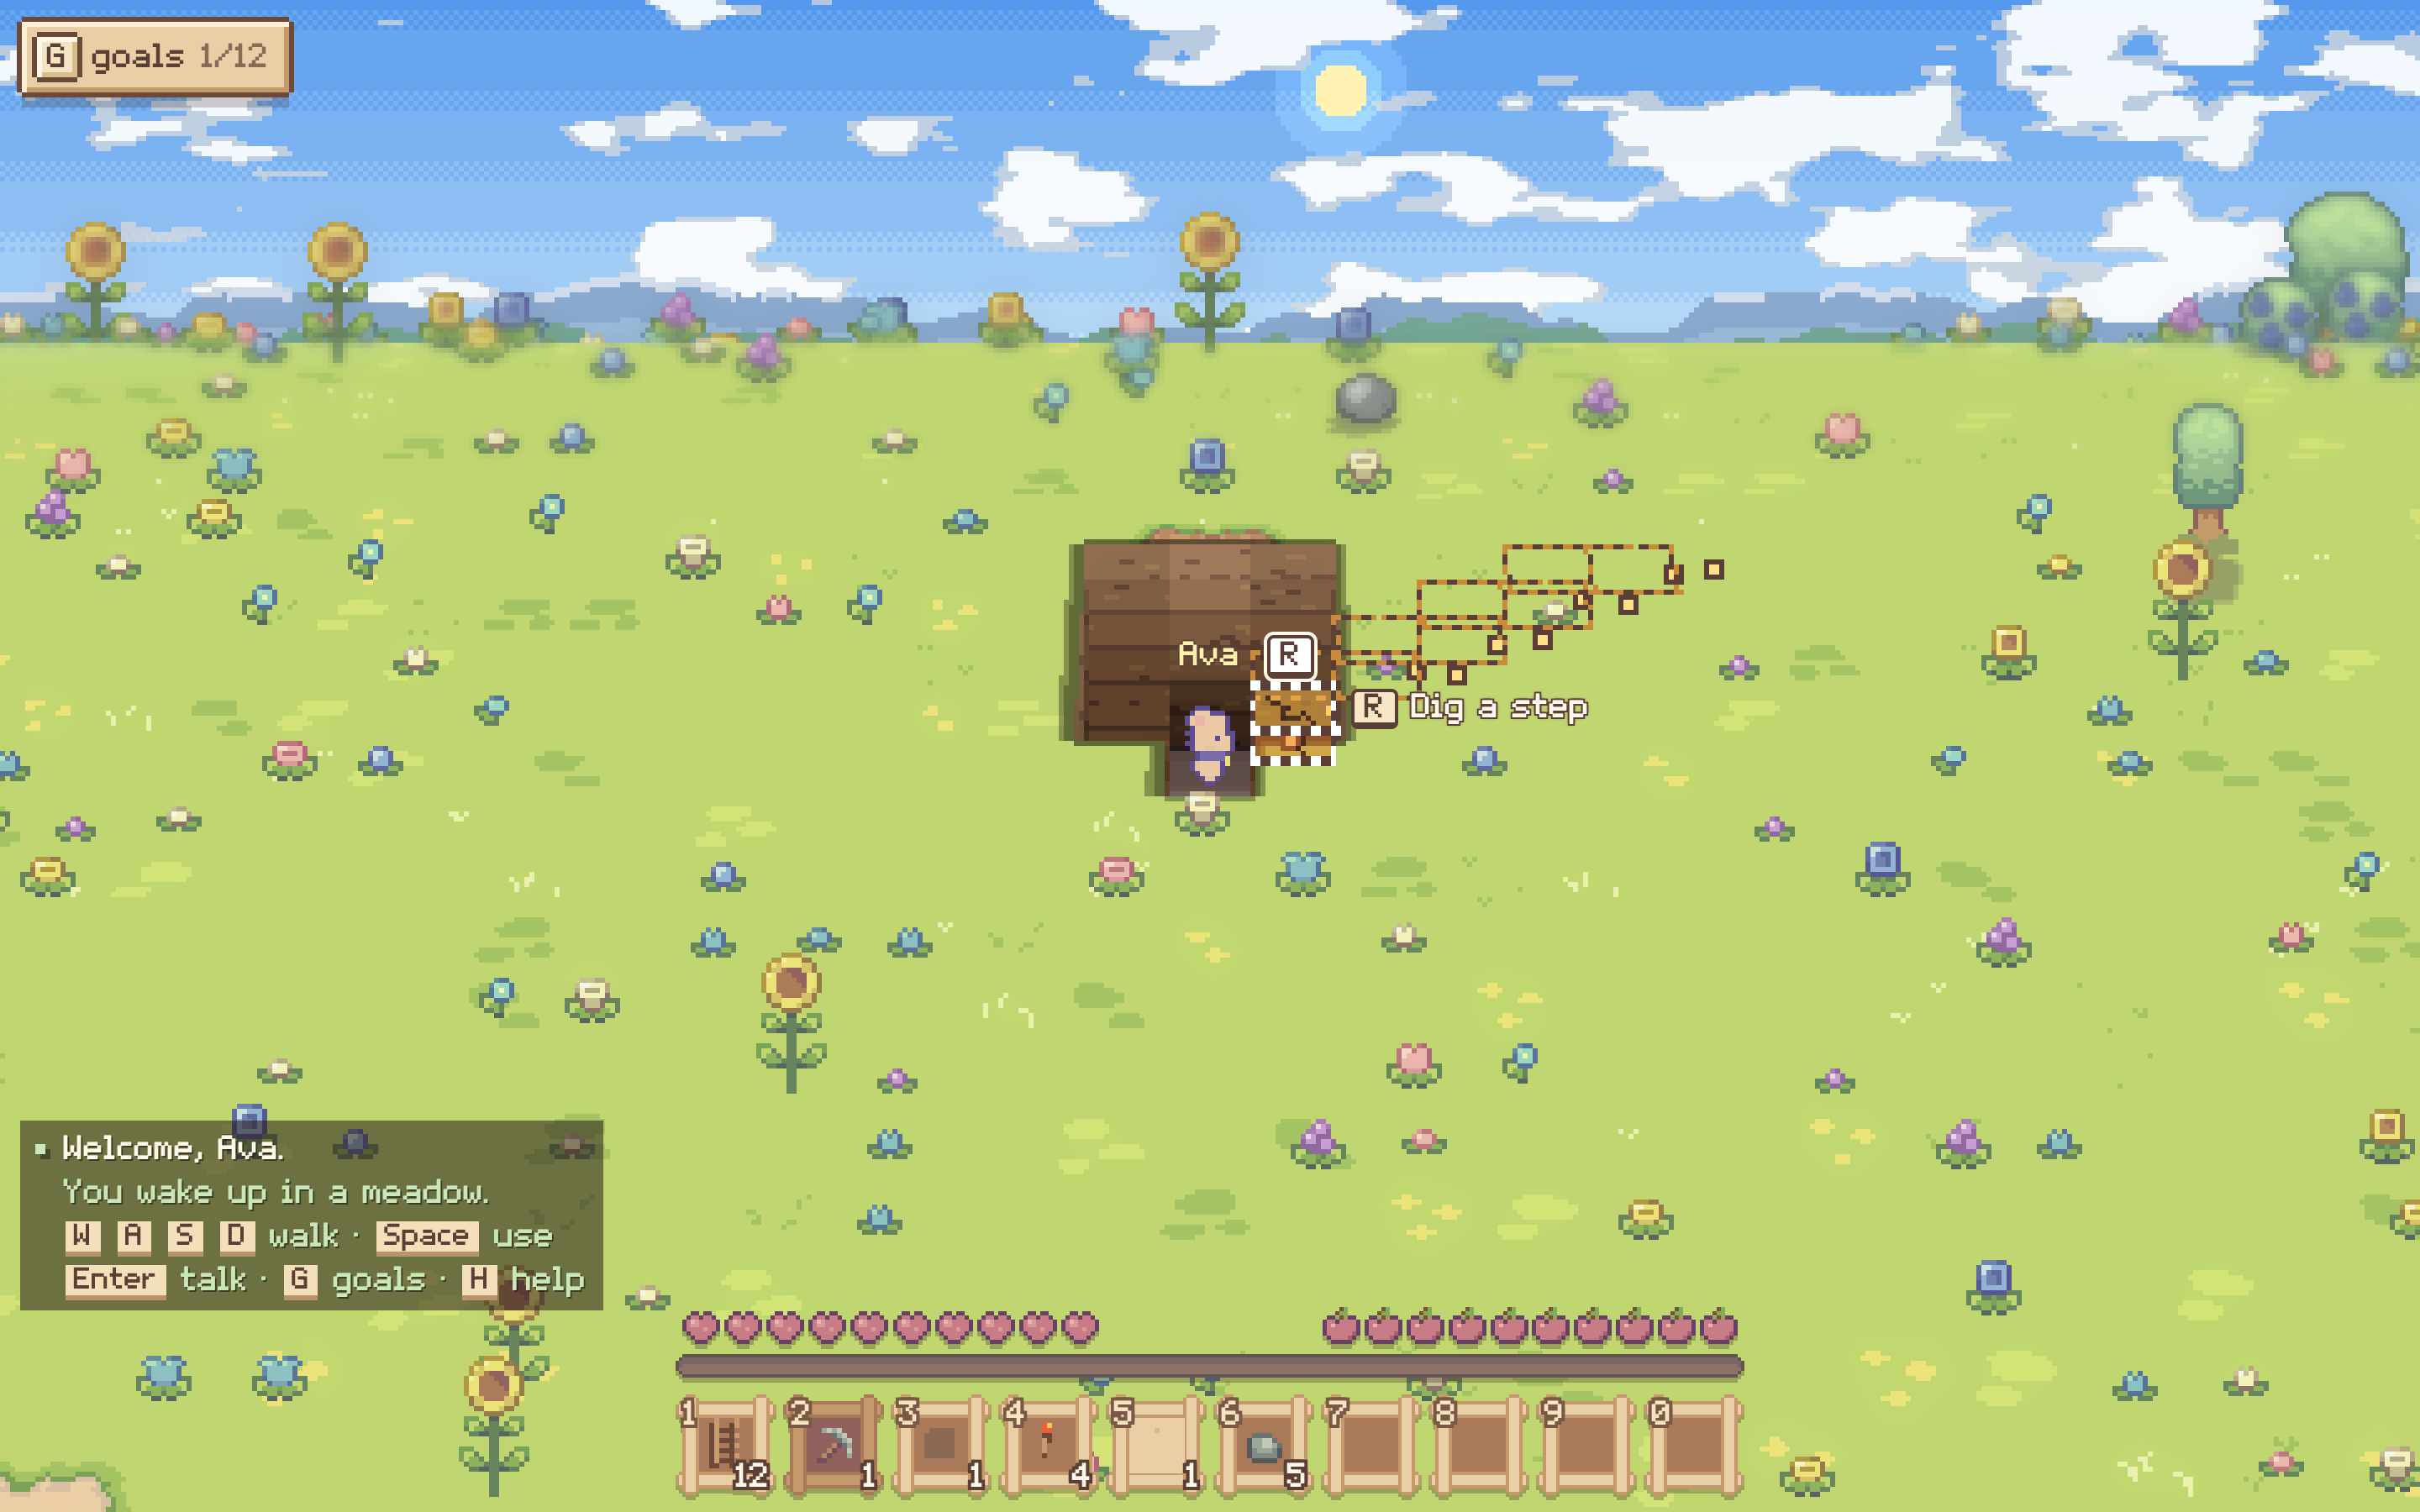 G goals 1/12
Ava R
R Dig a step
Welcome, Ava.
You wake up in a meadow.
W A S D walk · Space use
Enter talk · G goals · H help
1 2 3 4 5 6 7 8 9 0
12 1 1 4 1 5